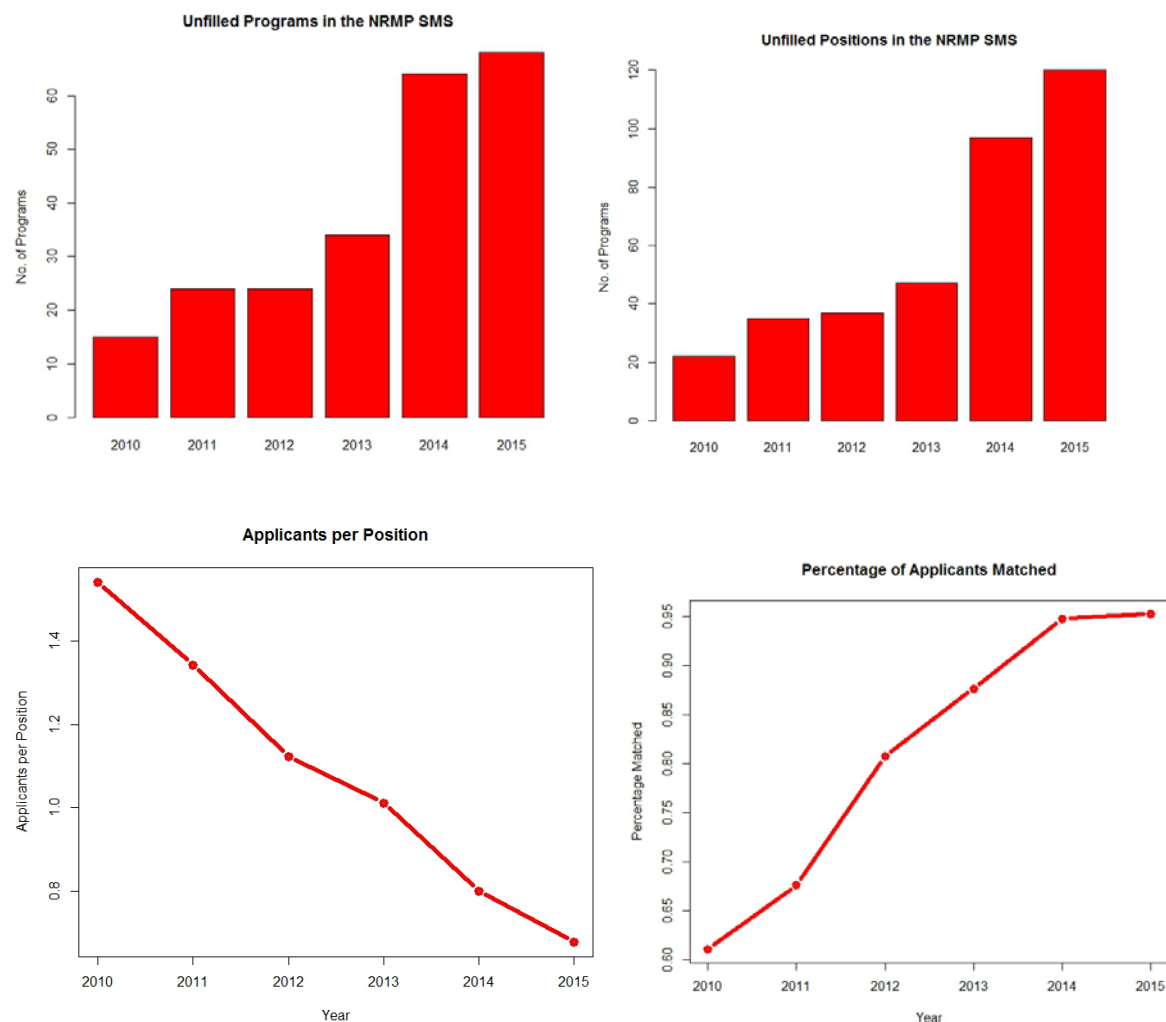 Unfilled Programs in the NRMP SMS
No. of Programs
60
50
40
30
20
10
0
2010 2011 2012 2013 2014 2015
Unfilled Positions in the NRMP SMS
No. of Programs
120
100
80
60
40
20
0
2010 2011 2012 2013 2014 2015
Applicants per Position
Applicants per Position
1.4
1.2
1.0
0.8
2010 2011 2012 2013 2014 2015
Year
Percentage of Applicants Matched
Percentage Matched
0.95
0.90
0.85
0.80
0.75
0.70
0.65
0.60
2010 2011 2012 2013 2014 2015
Year